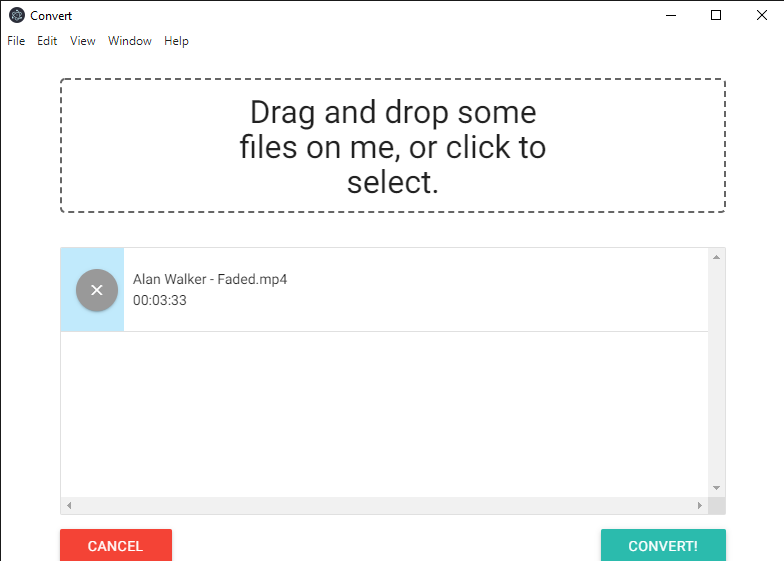 Convert
File Edit View Window Help
Drag and drop some
files on me, or click to
select.
Alan Walker - Faded.mp4
00:03:33
CANCEL
CONVERT!